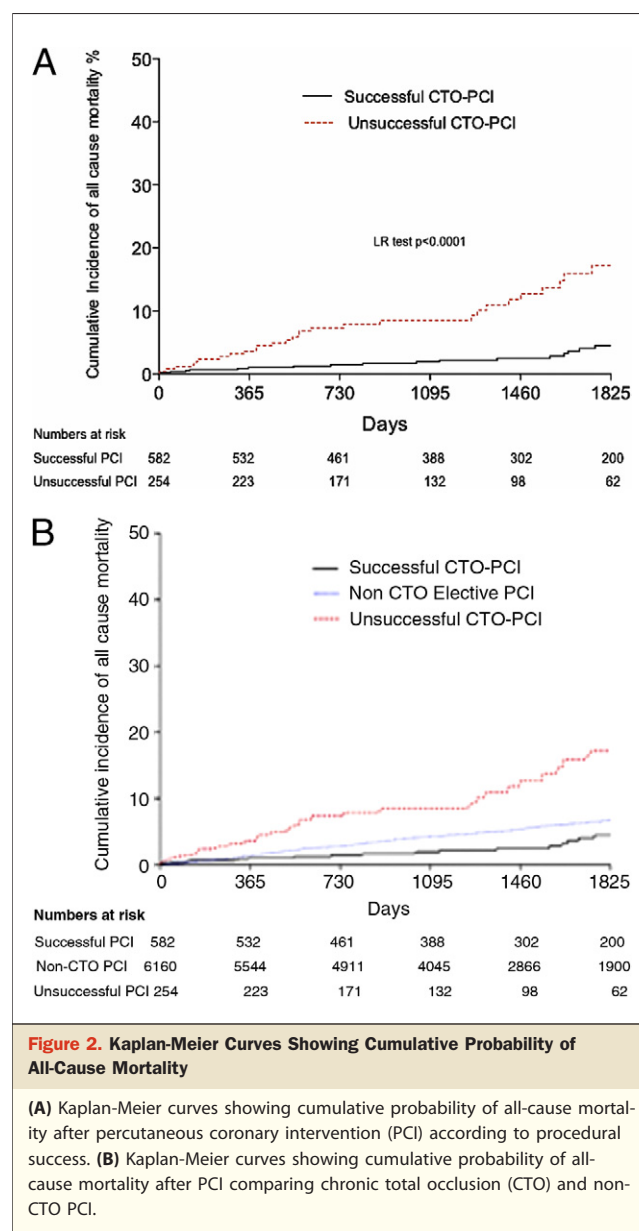 A
Cumulative Incidence of all cause mortality %
50
40
30
20
10
0
Successful CTO-PCI
Unsuccessful CTO-PCI
LR test p<0.0001
0 365 730 1095 1460 1825
Days
Numbers at risk
Successful PCI 582 532 461 388 302 200
Unsuccessful PCI 254 223 171 132 98 62
B
Cumulative incidence of all cause mortality
50
40
30
20
10
0
Successful CTO-PCI
Non CTO Elective PCI
Unsuccessful CTO-PCI
0 365 730 1095 1460 1825
Days
Numbers at risk
Successful PCI 582 532 461 388 302 200
Non-CTO PCI 6160 5544 4911 4045 2866 1900
Unsuccessful PCI 254 223 171 132 98 62
Figure 2. Kaplan-Meier Curves Showing Cumulative Probability of
All-Cause Mortality
(A) Kaplan-Meier curves showing cumulative probability of all-cause mortal-
ity after percutaneous coronary intervention (PCI) according to procedural
success. (B) Kaplan-Meier curves showing cumulative probability of all-
cause mortality after PCI comparing chronic total occlusion (CTO) and non-
CTO PCI.